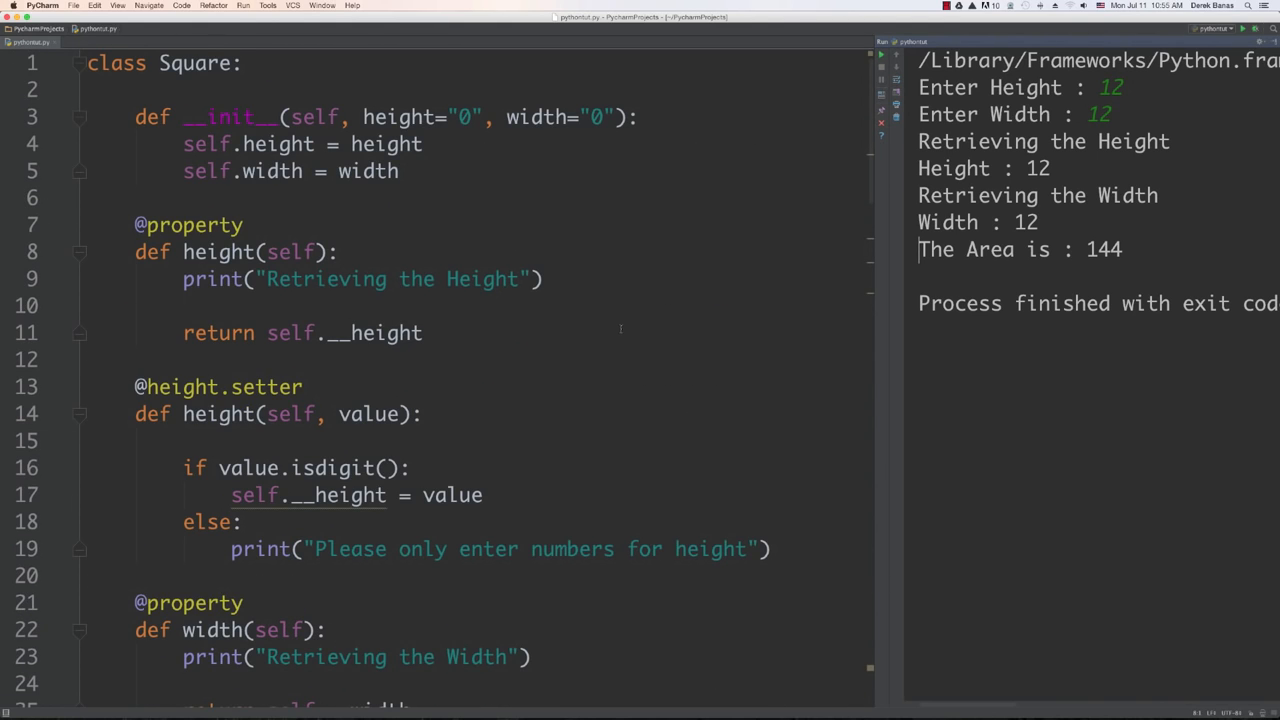 PyCharm File Edit View Navigate Code Refactor Run Tools VCS Window Help
Mon Jul 11 10:55 AM Derek Banas
pythontut.py - PycharmProjects - [~/PycharmProjects]
PycharmProjects pythontut.py
pythontut
pythontut.py
Run pythontut
1 class Square:
2
3 def __init__(self, height="0", width="0"):
4 self.height = height
5 self.width = width
6
7 @property
8 def height(self):
9 print("Retrieving the Height")
10
11 return self.__height
12
13 @height.setter
14 def height(self, value):
15
16 if value.isdigit():
17 self.__height = value
18 else:
19 print("Please only enter numbers for height")
20
21 @property
22 def width(self):
23 print("Retrieving the Width")
24
/Library/Frameworks/Python.fra
Enter Height : 12
Enter Width : 12
Retrieving the Height
Height : 12
Retrieving the Width
Width : 12
The Area is : 144
Process finished with exit cod
8:1 LF÷ UTF-8÷